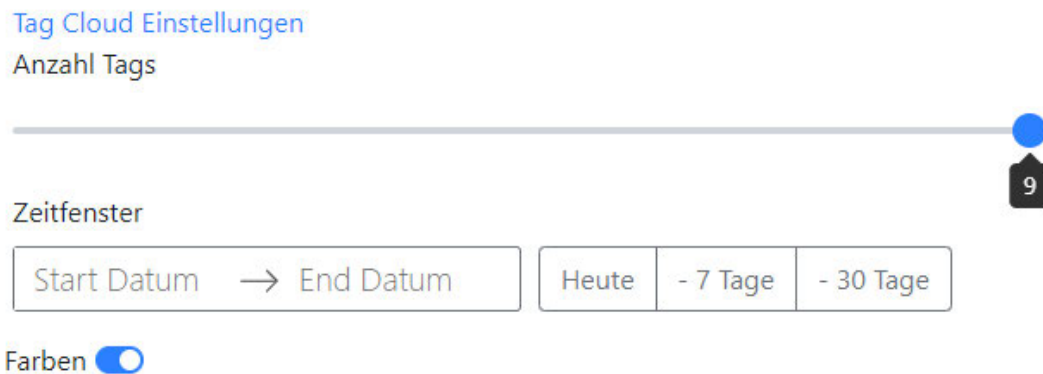 Tag Cloud Einstellungen
Anzahl Tags
9
Zeitfenster
Start Datum → End Datum Heute - 7 Tage - 30 Tage
Farben